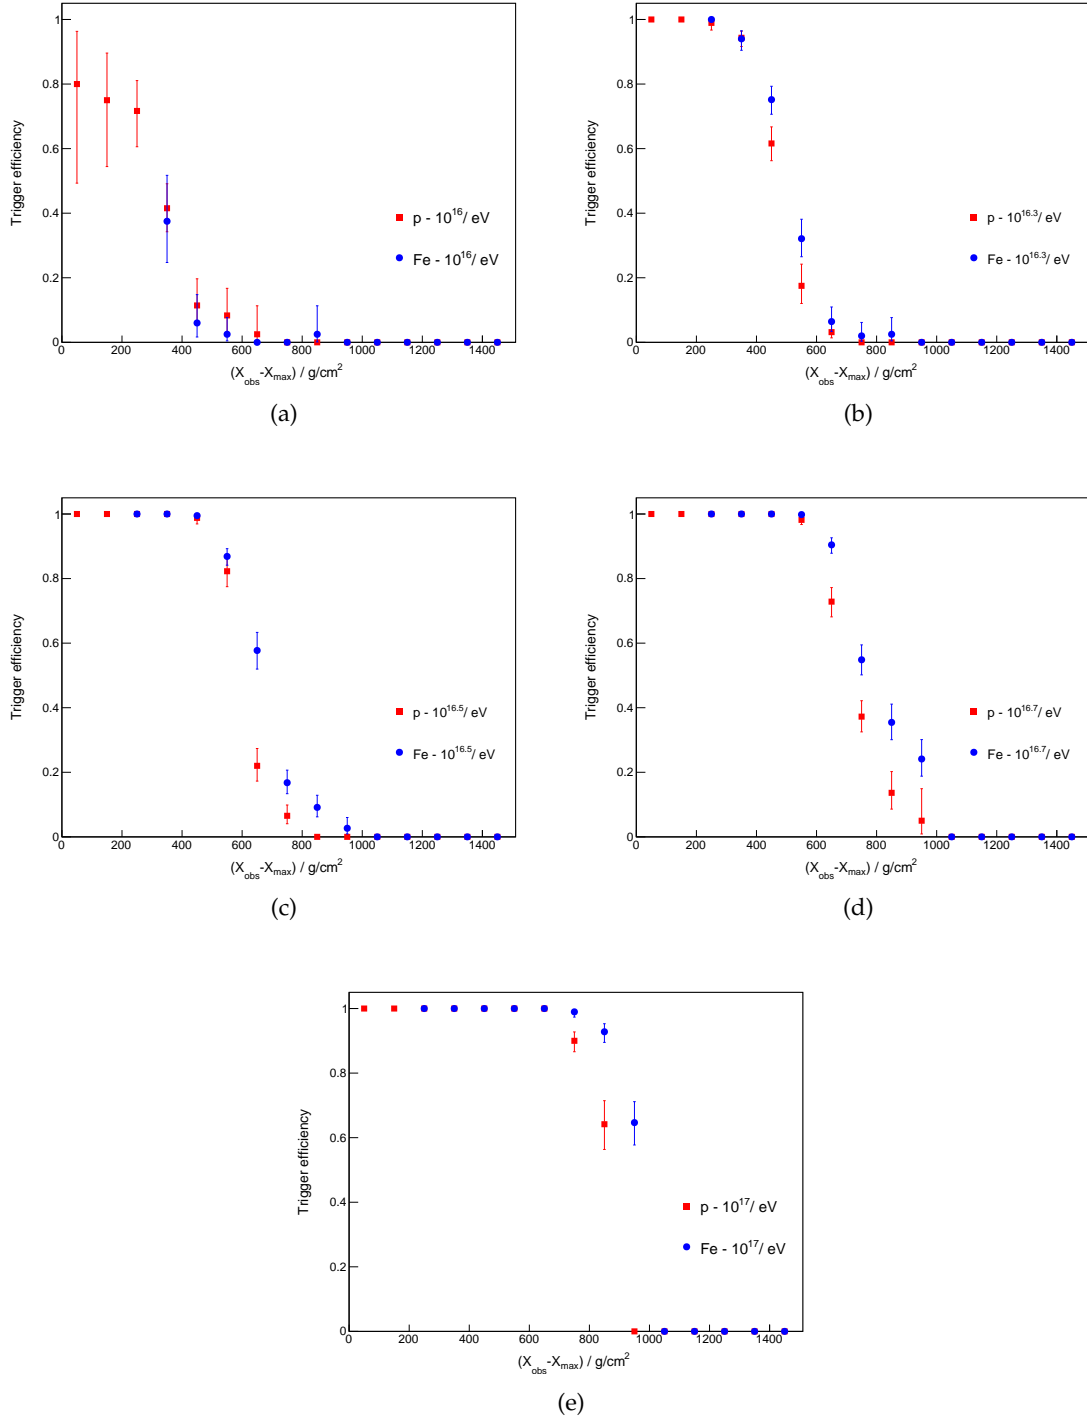 1
0.8
0.6
0.4
0.2
0
Trigger efficiency
p - 10^16/ eV
Fe - 10^16/ eV
0 200 400 600 800 1000 1200 1400
(X_obs-X_max) / g/cm^2
(a)
1
0.8
0.6
0.4
0.2
0
Trigger efficiency
p - 10^16.3/ eV
Fe - 10^16.3/ eV
0 200 400 600 800 1000 1200 1400
(X_obs-X_max) / g/cm^2
(b)
1
0.8
0.6
0.4
0.2
0
Trigger efficiency
p - 10^16.5/ eV
Fe - 10^16.5/ eV
0 200 400 600 800 1000 1200 1400
(X_obs-X_max) / g/cm^2
(c)
1
0.8
0.6
0.4
0.2
0
Trigger efficiency
p - 10^16.7/ eV
Fe - 10^16.7/ eV
0 200 400 600 800 1000 1200 1400
(X_obs-X_max) / g/cm^2
(d)
1
0.8
0.6
0.4
0.2
0
Trigger efficiency
p - 10^17/ eV
Fe - 10^17/ eV
0 200 400 600 800 1000 1200 1400
(X_obs-X_max) / g/cm^2
(e)